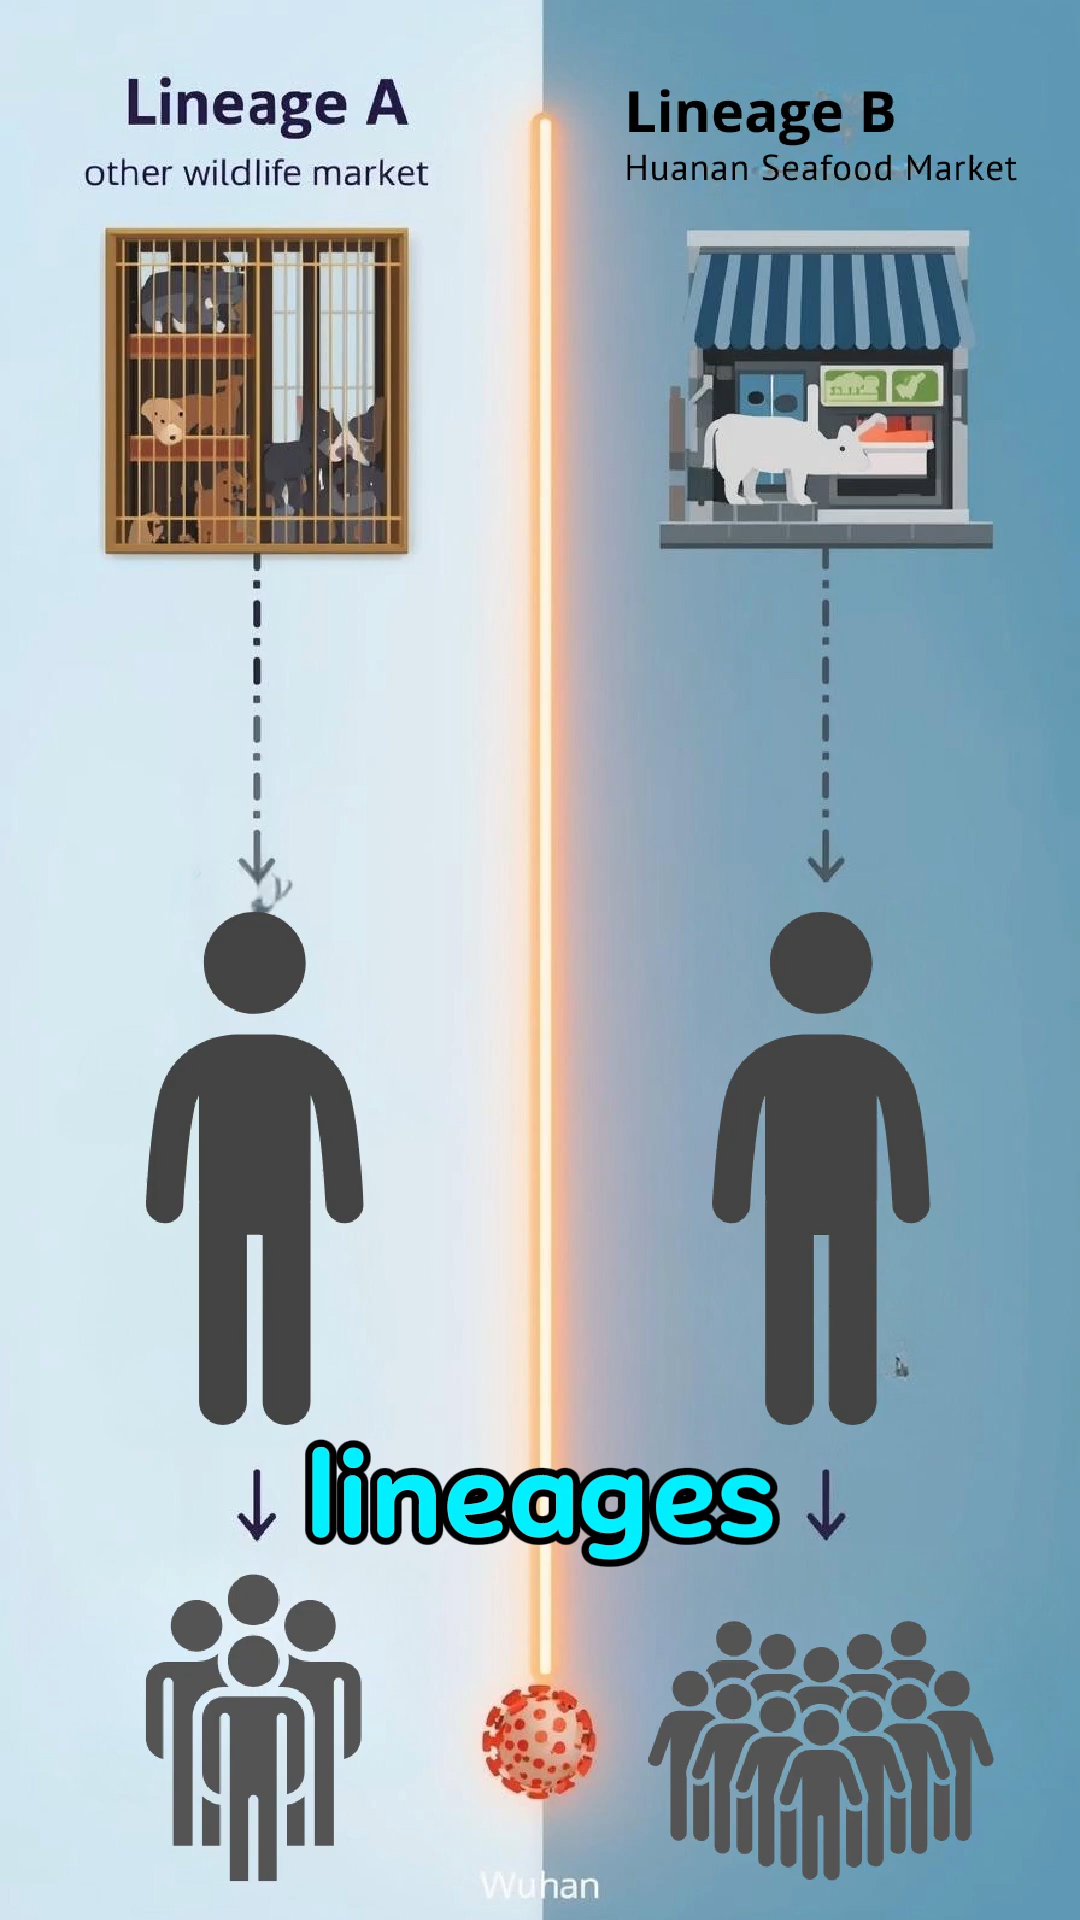 Lineage A
other wildlife market
Lineage B
Huanan Seafood Market
lineages
Wuhan